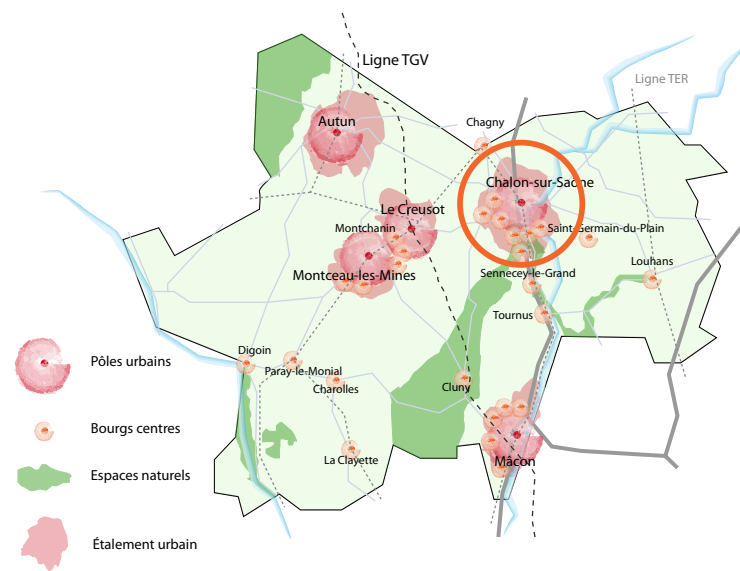 Ligne TGV
Ligne TER
Autun
Chagny
Chalon-sur-Saône
Le Creusot
Montchanin
Saint-Germain-du-Plain
Montceau-les-Mines
Sennecey-le-Grand
Louhans
Tournus
Digoin
Paray-le-Monial
Charolles
Cluny
La Clayette
Mâcon
Pôles urbains
Bourgs centres
Espaces naturels
Étalement urbain